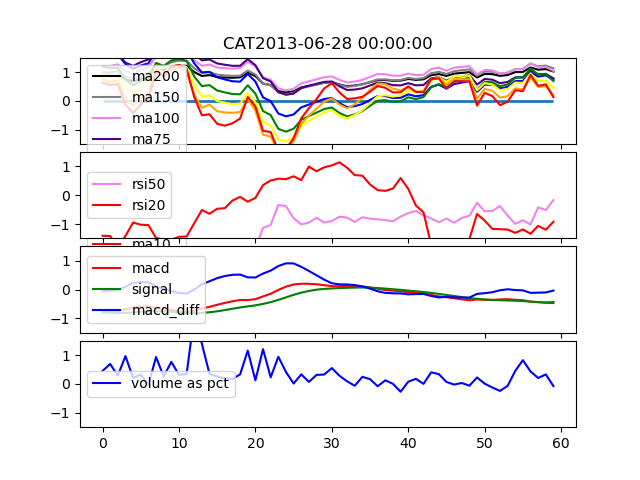 CAT2013-06-28 00:00:00
1
0
−1
ma200
ma150
ma100
ma75
ma10
1
0
−1
rsi50
rsi20
1
0
−1
macd
signal
macd_diff
1
0
−1
volume as pct
0 10 20 30 40 50 60